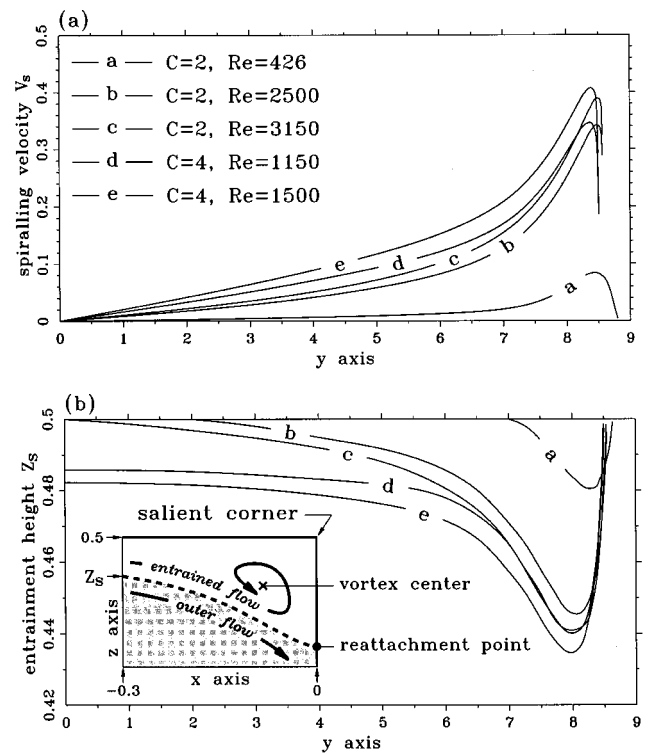 (a)
0.5
0.4
0.3
0.2
0.1
0
spiralling velocity Vs
a C=2, Re=426
b C=2, Re=2500
c C=2, Re=3150
d C=4, Re=1150
e C=4, Re=1500
e d c b a
0 1 2 3 4 5 6 7 8 9
y axis
(b)
0.5
0.48
0.46
0.44
0.42
entrainment height Zs
b
c
d
e
a
salient corner
0.5
Zs
z axis
entrained flow
outer flow
vortex center
reattachment point
-0.3 x axis 0
0 1 2 3 4 5 6 7 8 9
y axis